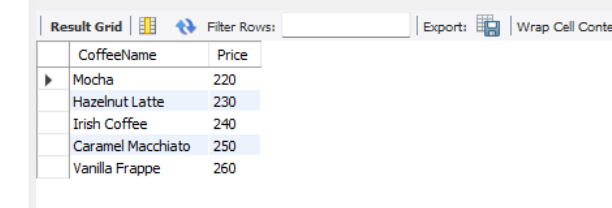 Result Grid Filter Rows: Export: Wrap Cell Conte
CoffeeName Price
Mocha 220
Hazelnut Latte 230
Irish Coffee 240
Caramel Macchiato 250
Vanilla Frappe 260